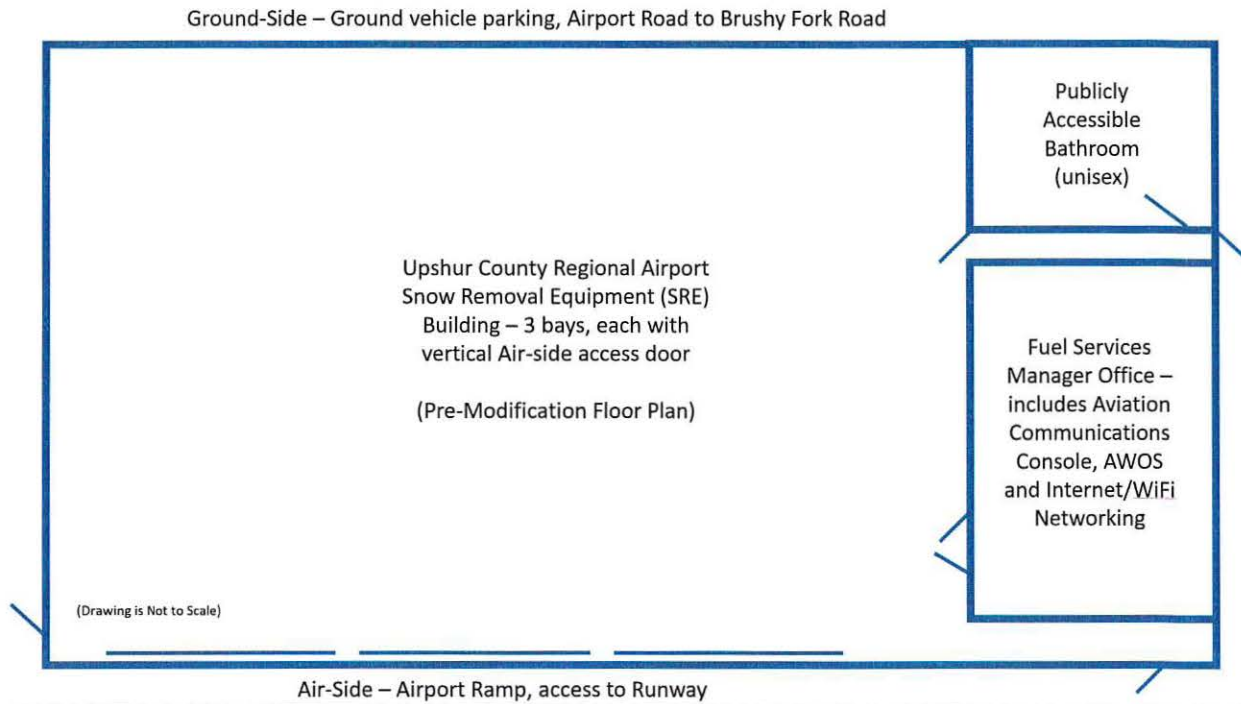 Ground-Side – Ground vehicle parking, Airport Road to Brushy Fork Road
Publicly
Accessible
Bathroom
(unisex)
Upshur County Regional Airport
Snow Removal Equipment (SRE)
Building – 3 bays, each with
vertical Air-side access door
(Pre-Modification Floor Plan)
Fuel Services
Manager Office –
includes Aviation
Communications
Console, AWOS
and Internet/WiFi
Networking
(Drawing is Not to Scale)
Air-Side – Airport Ramp, access to Runway